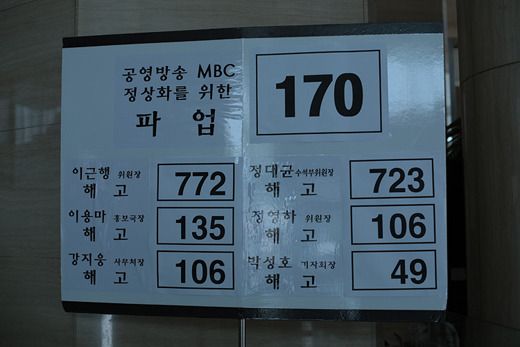 공영방송 MBC
정상화를 위한
파업
170
이근행 위원장
해고
772
정대균 수석부위원장
해고
723
이용마 홍보국장
해고
135
정영하 위원장
해고
106
강지웅 사무처장
해고
106
박성호 기자회장
해고
49